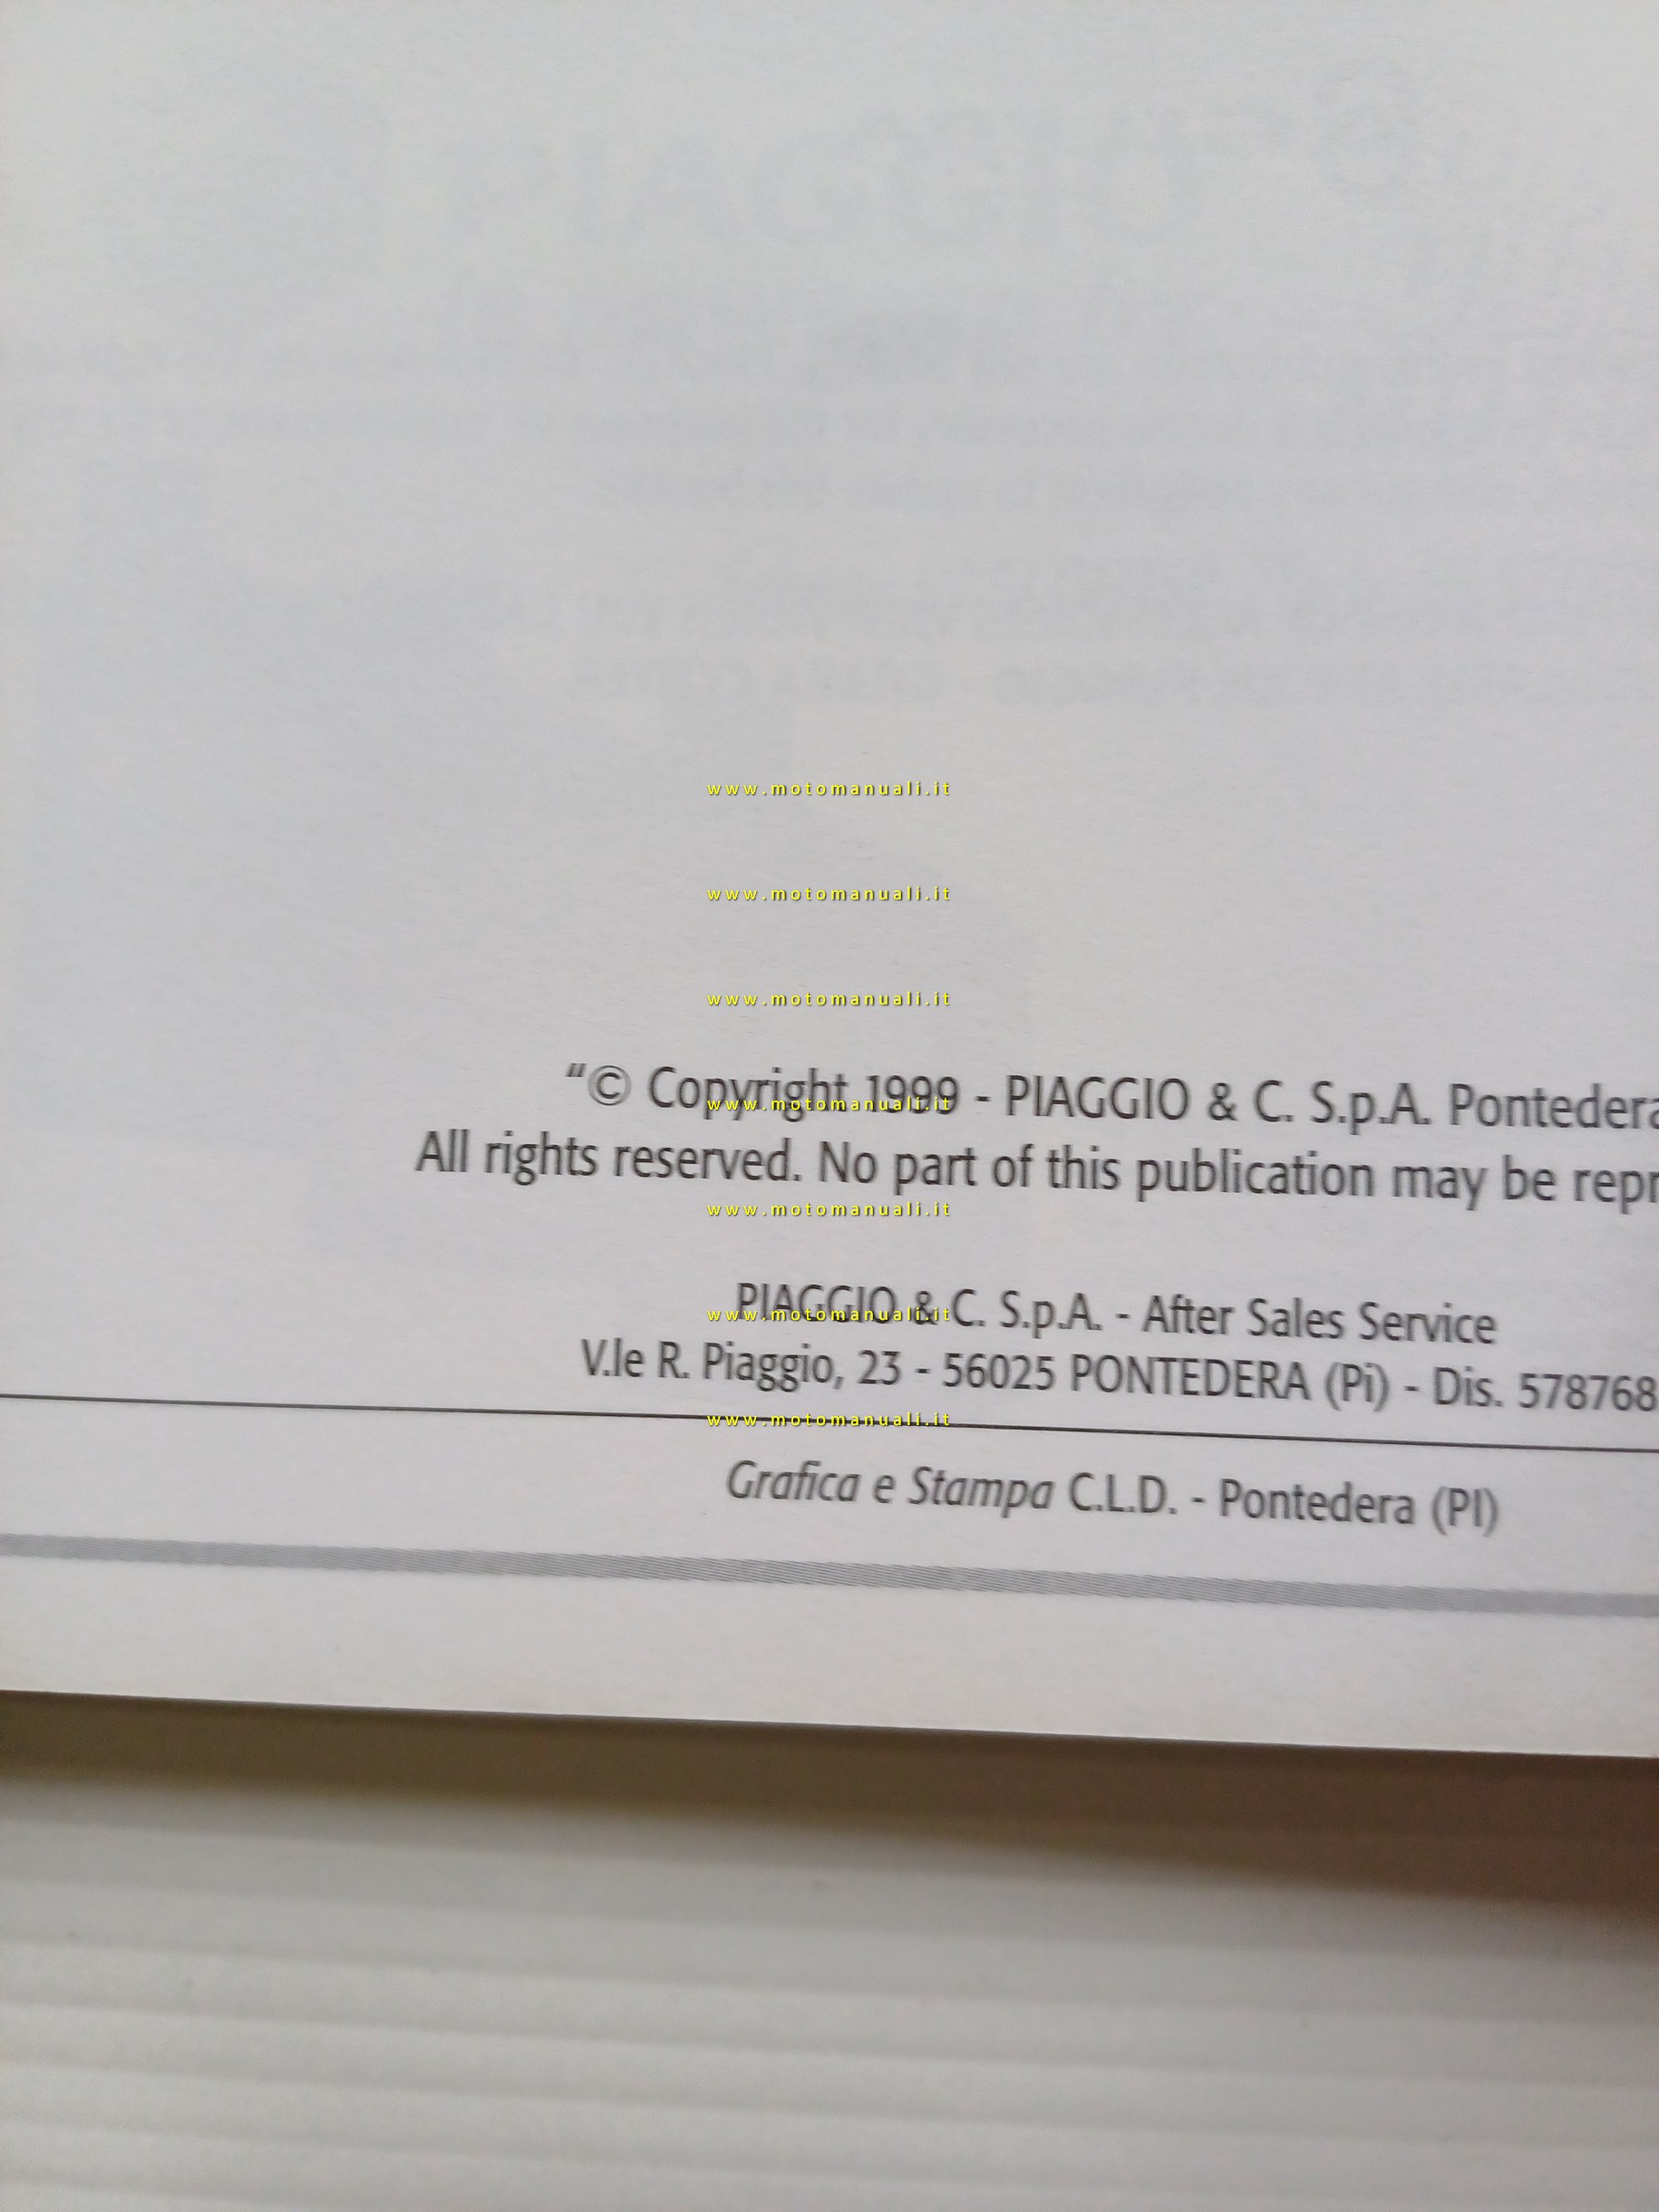 www.motomanuali.it
www.motomanuali.it
www.motomanuali.it
“© Copyright 1999 - PIAGGIO & C. S.p.A. Pontedera
www.motomanuali.it
All rights reserved. No part of this publication may be repr
www.motomanuali.it
PIAGGIO & C. S.p.A. - After Sales Service
www.motomanuali.it
V.le R. Piaggio, 23 - 56025 PONTEDERA (Pi) - Dis. 578768
www.motomanuali.it
Grafica e Stampa C.L.D. - Pontedera (PI)